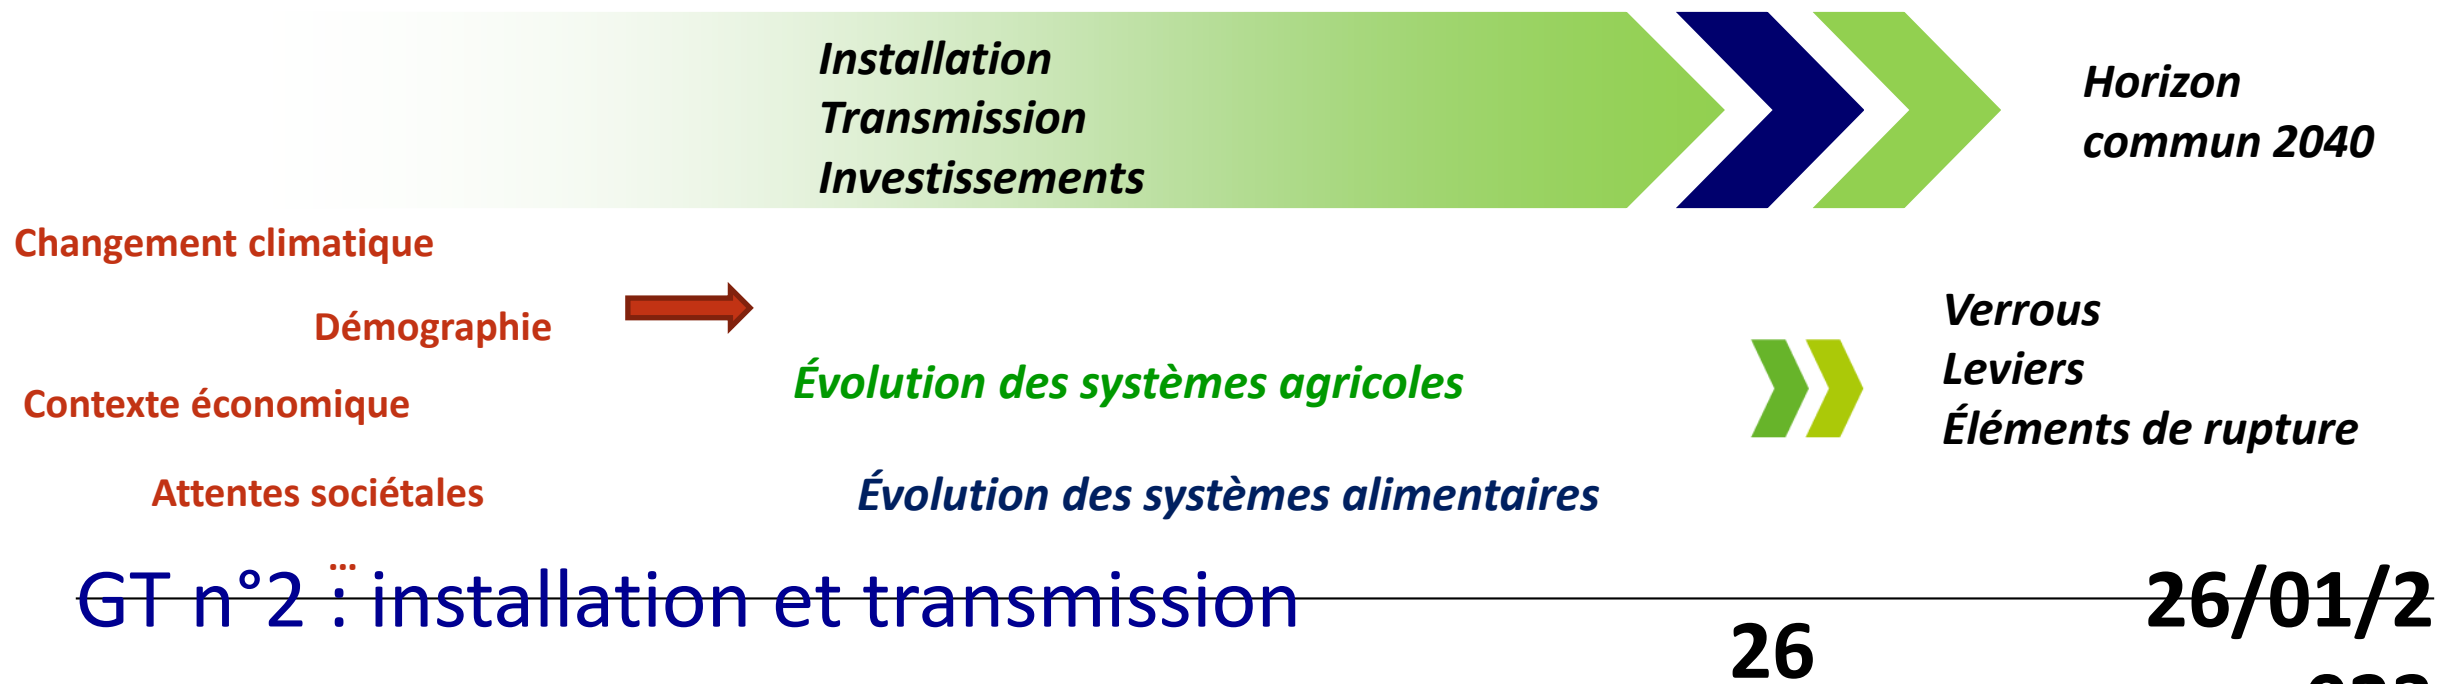 Installation
Transmission
Investissements
Horizon
commun 2040
Changement climatique
Démographie
Contexte économique
Attentes sociétales
...
Évolution des systèmes agricoles
Évolution des systèmes alimentaires
Verrous
Leviers
Éléments de rupture
GT n°2 : installation et transmission
26
26/01/2
023